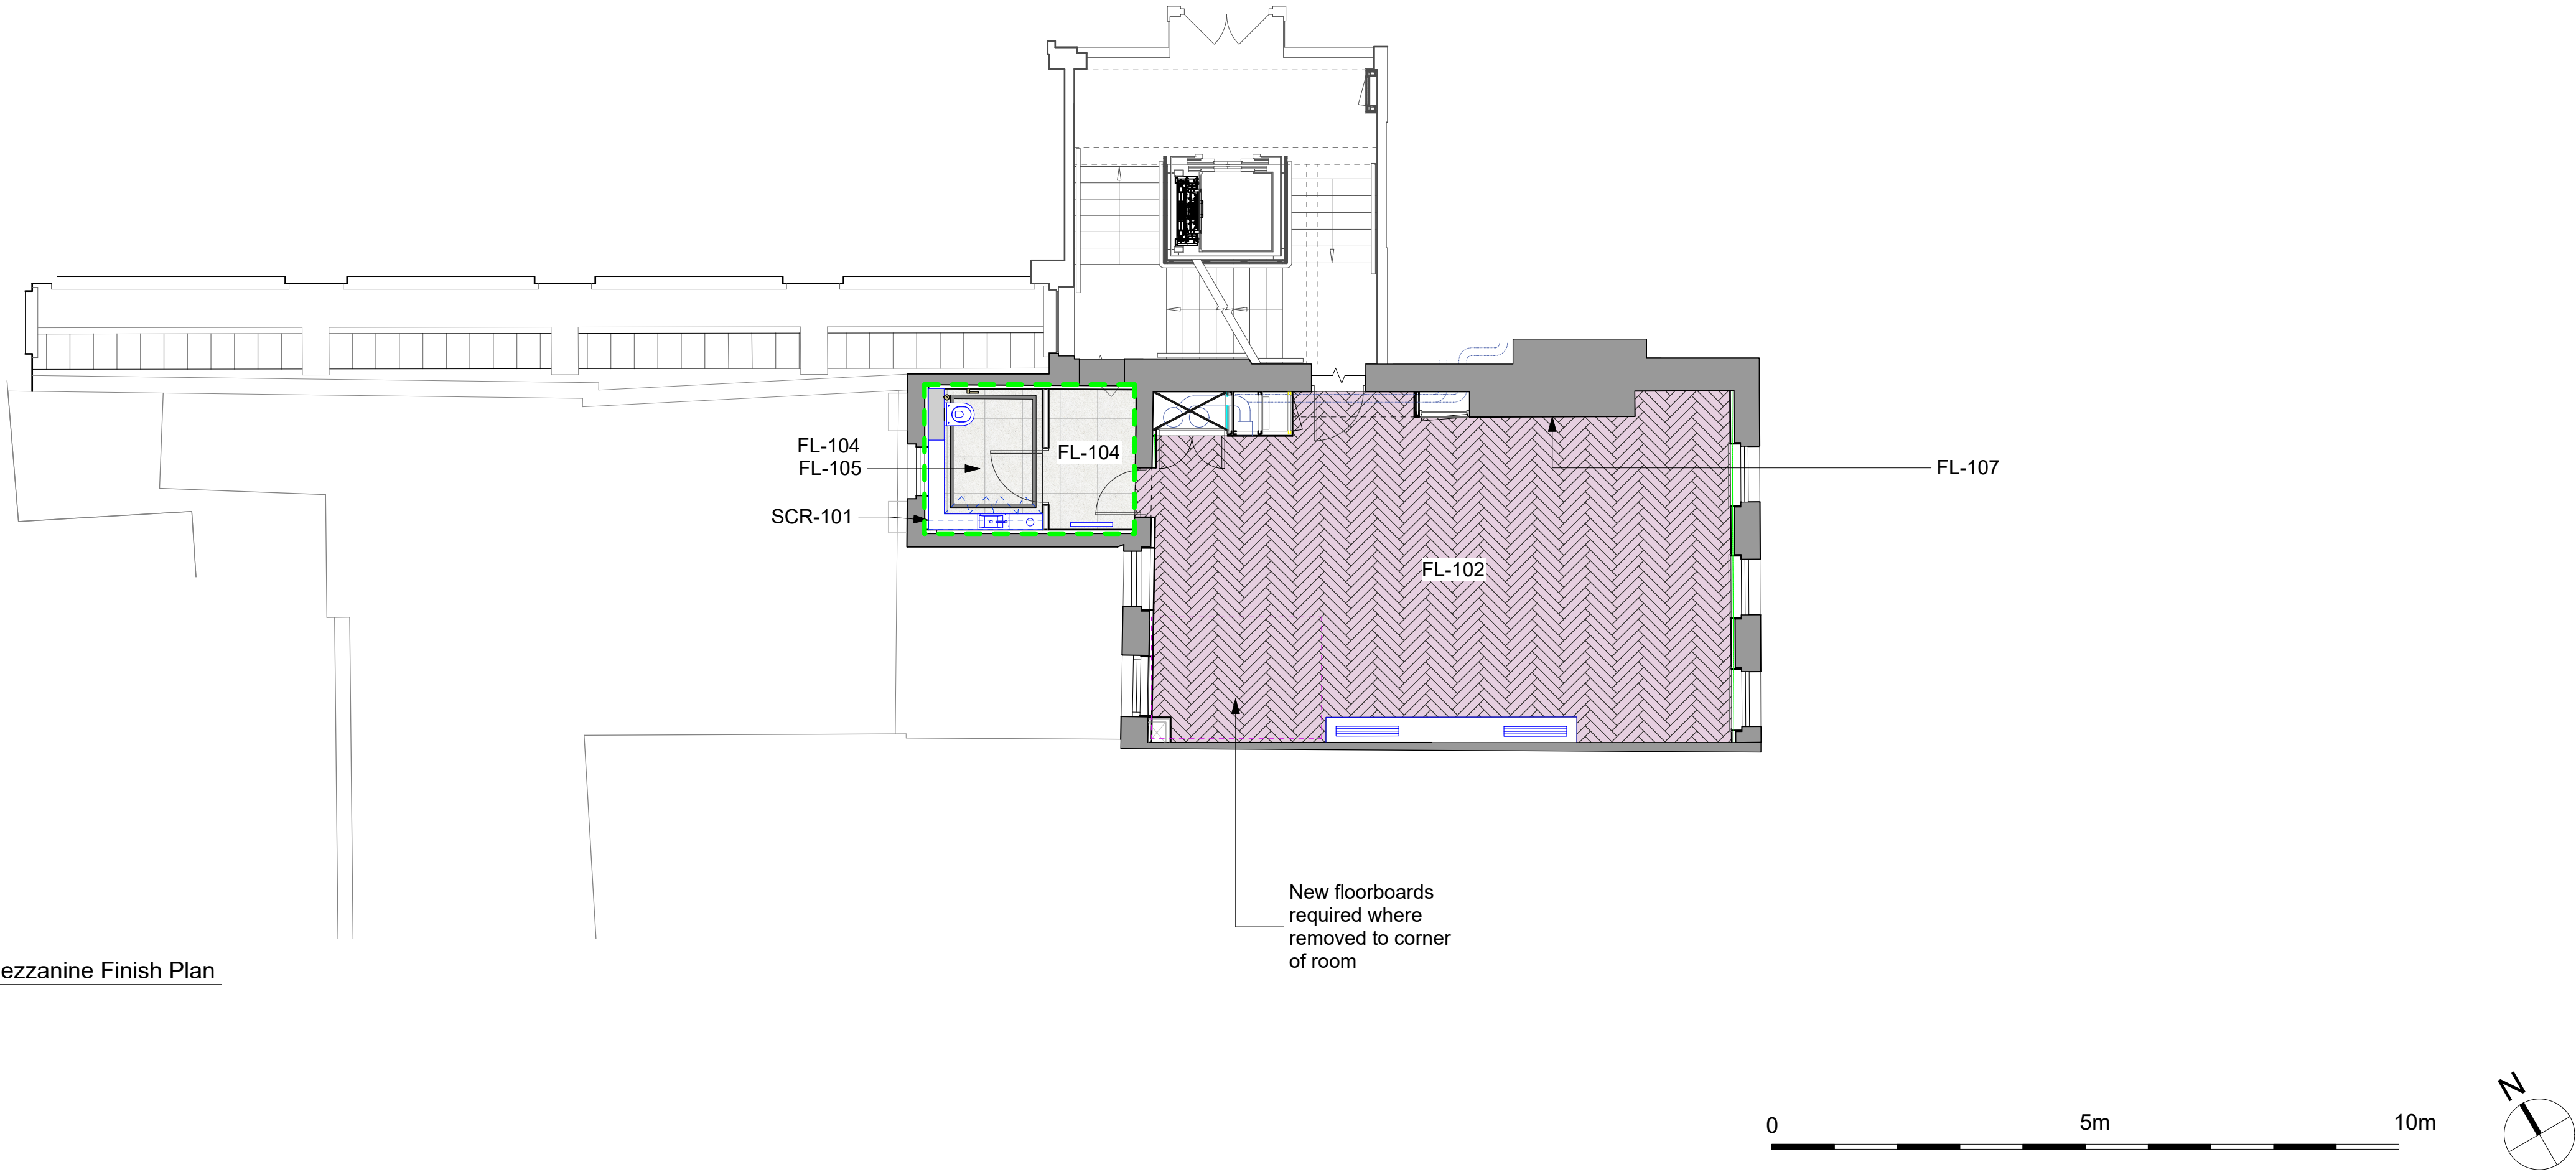 FL-104
FL-105
SCR-101
FL-104
FL-102
FL-107
New floorboards
required where
removed to corner
of room
ezzanine Finish Plan
0
5m
10m
N